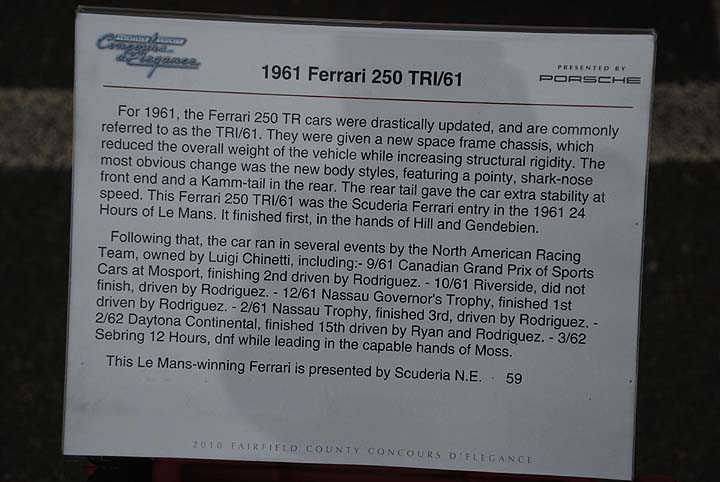 FAIRFIELD COUNTY
Concours
d'Elegance
1961 Ferrari 250 TRI/61
PRESENTED BY
PORSCHE
For 1961, the Ferrari 250 TR cars were drastically updated, and are commonly
referred to as the TRI/61. They were given a new space frame chassis, which
reduced the overall weight of the vehicle while increasing structural rigidity. The
most obvious change was the new body styles, featuring a pointy, shark-nose
front end and a Kamm-tail in the rear. The rear tail gave the car extra stability at
speed. This Ferrari 250 TRI/61 was the Scuderia Ferrari entry in the 1961 24
Hours of Le Mans. It finished first, in the hands of Hill and Gendebien.
Following that, the car ran in several events by the North American Racing
Team, owned by Luigi Chinetti, including:- 9/61 Canadian Grand Prix of Sports
Cars at Mosport, finishing 2nd driven by Rodriguez. - 10/61 Riverside, did not
finish, driven by Rodriguez. - 12/61 Nassau Governor's Trophy, finished 1st
driven by Rodriguez. - 2/61 Nassau Trophy, finished 3rd, driven by Rodriguez. -
2/62 Daytona Continental, finished 15th driven by Ryan and Rodriguez. - 3/62
Sebring 12 Hours, dnf while leading in the capable hands of Moss.
This Le Mans-winning Ferrari is presented by Scuderia N.E. 59
2010 FAIRFIELD COUNTY CONCOURS D'ELEGANCE